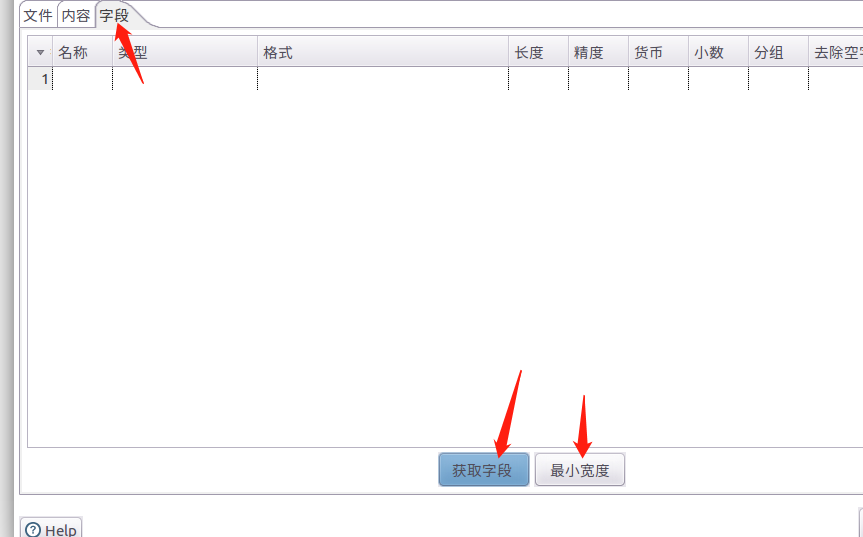 文件 内容 字段
名称 类型 格式 长度 精度 货币 小数 分组 去除空
1
获取字段 最小宽度
Help